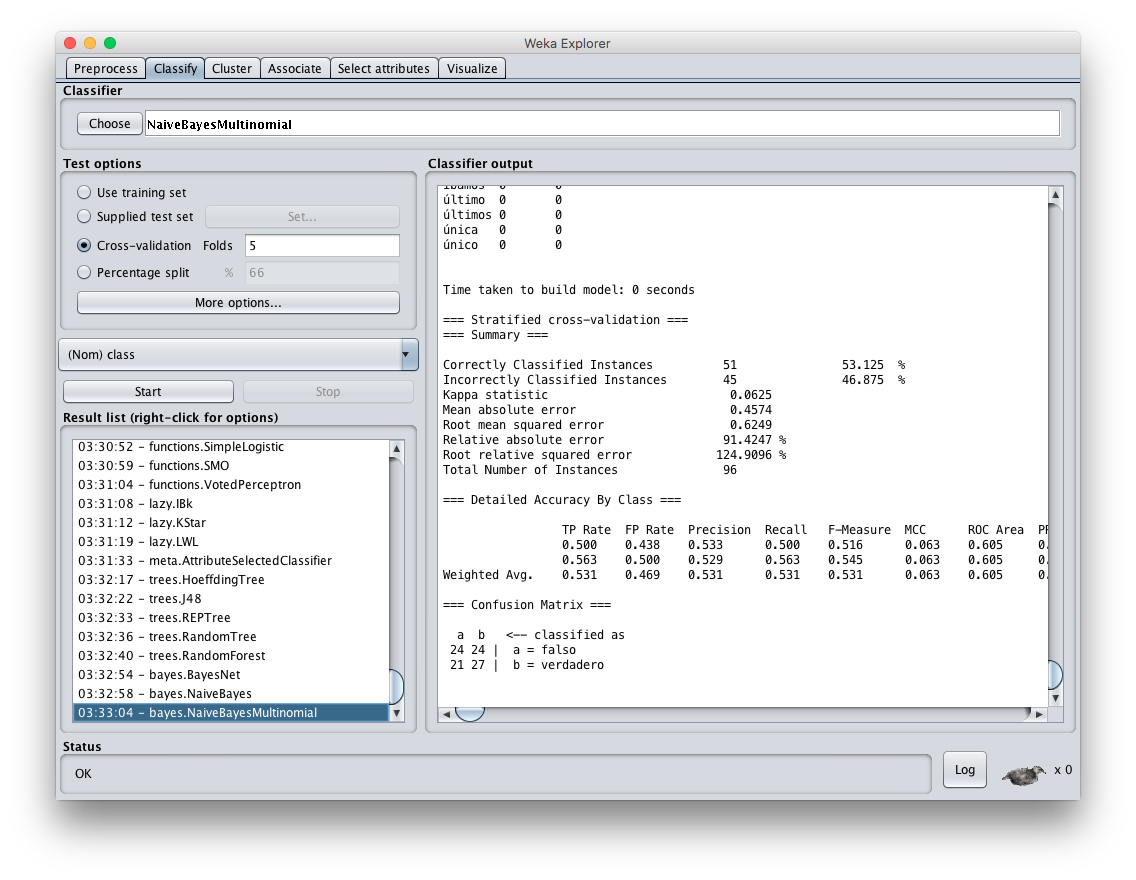 Weka Explorer
Preprocess Classify Cluster Associate Select attributes Visualize
Classifier
Choose NaiveBayesMultinomial
Test options
Use training set
Supplied test set Set...
Cross-validation Folds 5
Percentage split % 66
More options...
(Nom) class
Start Stop
Result list (right-click for options)
03:30:52 - functions.SimpleLogistic
03:30:59 - functions.SMO
03:31:04 - functions.VotedPerceptron
03:31:08 - lazy.IBk
03:31:12 - lazy.KStar
03:31:19 - lazy.LWL
03:31:33 - meta.AttributeSelectedClassifier
03:32:17 - trees.HoeffdingTree
03:32:22 - trees.J48
03:32:33 - trees.REPTree
03:32:36 - trees.RandomTree
03:32:40 - trees.RandomForest
03:32:54 - bayes.BayesNet
03:32:58 - bayes.NaiveBayes
03:33:04 - bayes.NaiveBayesMultinomial
Classifier output
0 0
último 0 0
últimos 0 0
única 0 0
único 0 0
Time taken to build model: 0 seconds
=== Stratified cross-validation ===
=== Summary ===
Correctly Classified Instances 51 53.125 %
Incorrectly Classified Instances 45 46.875 %
Kappa statistic 0.0625
Mean absolute error 0.4574
Root mean squared error 0.6249
Relative absolute error 91.4247 %
Root relative squared error 124.9096 %
Total Number of Instances 96
=== Detailed Accuracy By Class ===
TP Rate FP Rate Precision Recall F-Measure MCC ROC Area
0.500 0.438 0.533 0.500 0.516 0.063 0.605 0.
0.563 0.500 0.529 0.563 0.545 0.063 0.605 0.
Weighted Avg. 0.531 0.469 0.531 0.531 0.531 0.063 0.605 0.
=== Confusion Matrix ===
a b <-- classified as
24 24 | a = falso
21 27 | b = verdadero
Status
OK
Log
x 0